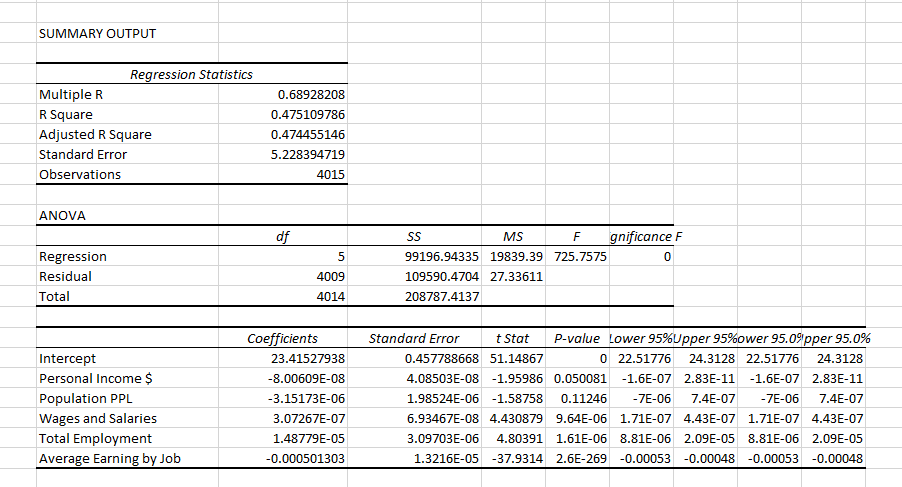 SUMMARY OUTPUT
Regression Statistics
Multiple R 0.68928208
R Square 0.475109786
Adjusted R Square 0.474455146
Standard Error 5.228394719
Observations 4015
ANOVA
df SS MS F gnificance F
Regression 5 99196.94335 19839.39 725.7575 0
Residual 4009 109590.4704 27.33611
Total 4014 208787.4137
Coefficients Standard Error t Stat P-value Lower 95% Upper 95% ower 95.0% pper 95.0%
Intercept 23.41527938 0.457788668 51.14867 0 22.51776 24.3128 22.51776 24.3128
Personal Income $ -8.00609E-08 4.08503E-08 -1.95986 0.050081 -1.6E-07 2.83E-11 -1.6E-07 2.83E-11
Population PPL -3.15173E-06 1.98524E-06 -1.58758 0.11246 -7E-06 7.4E-07 -7E-06 7.4E-07
Wages and Salaries 3.07267E-07 6.93467E-08 4.430879 9.64E-06 1.71E-07 4.43E-07 1.71E-07 4.43E-07
Total Employment 1.48779E-05 3.09703E-06 4.80391 1.61E-06 8.81E-06 2.09E-05 8.81E-06 2.09E-05
Average Earning by Job -0.000501303 1.3216E-05 -37.9314 2.6E-269 -0.00053 -0.00048 -0.00053 -0.00048